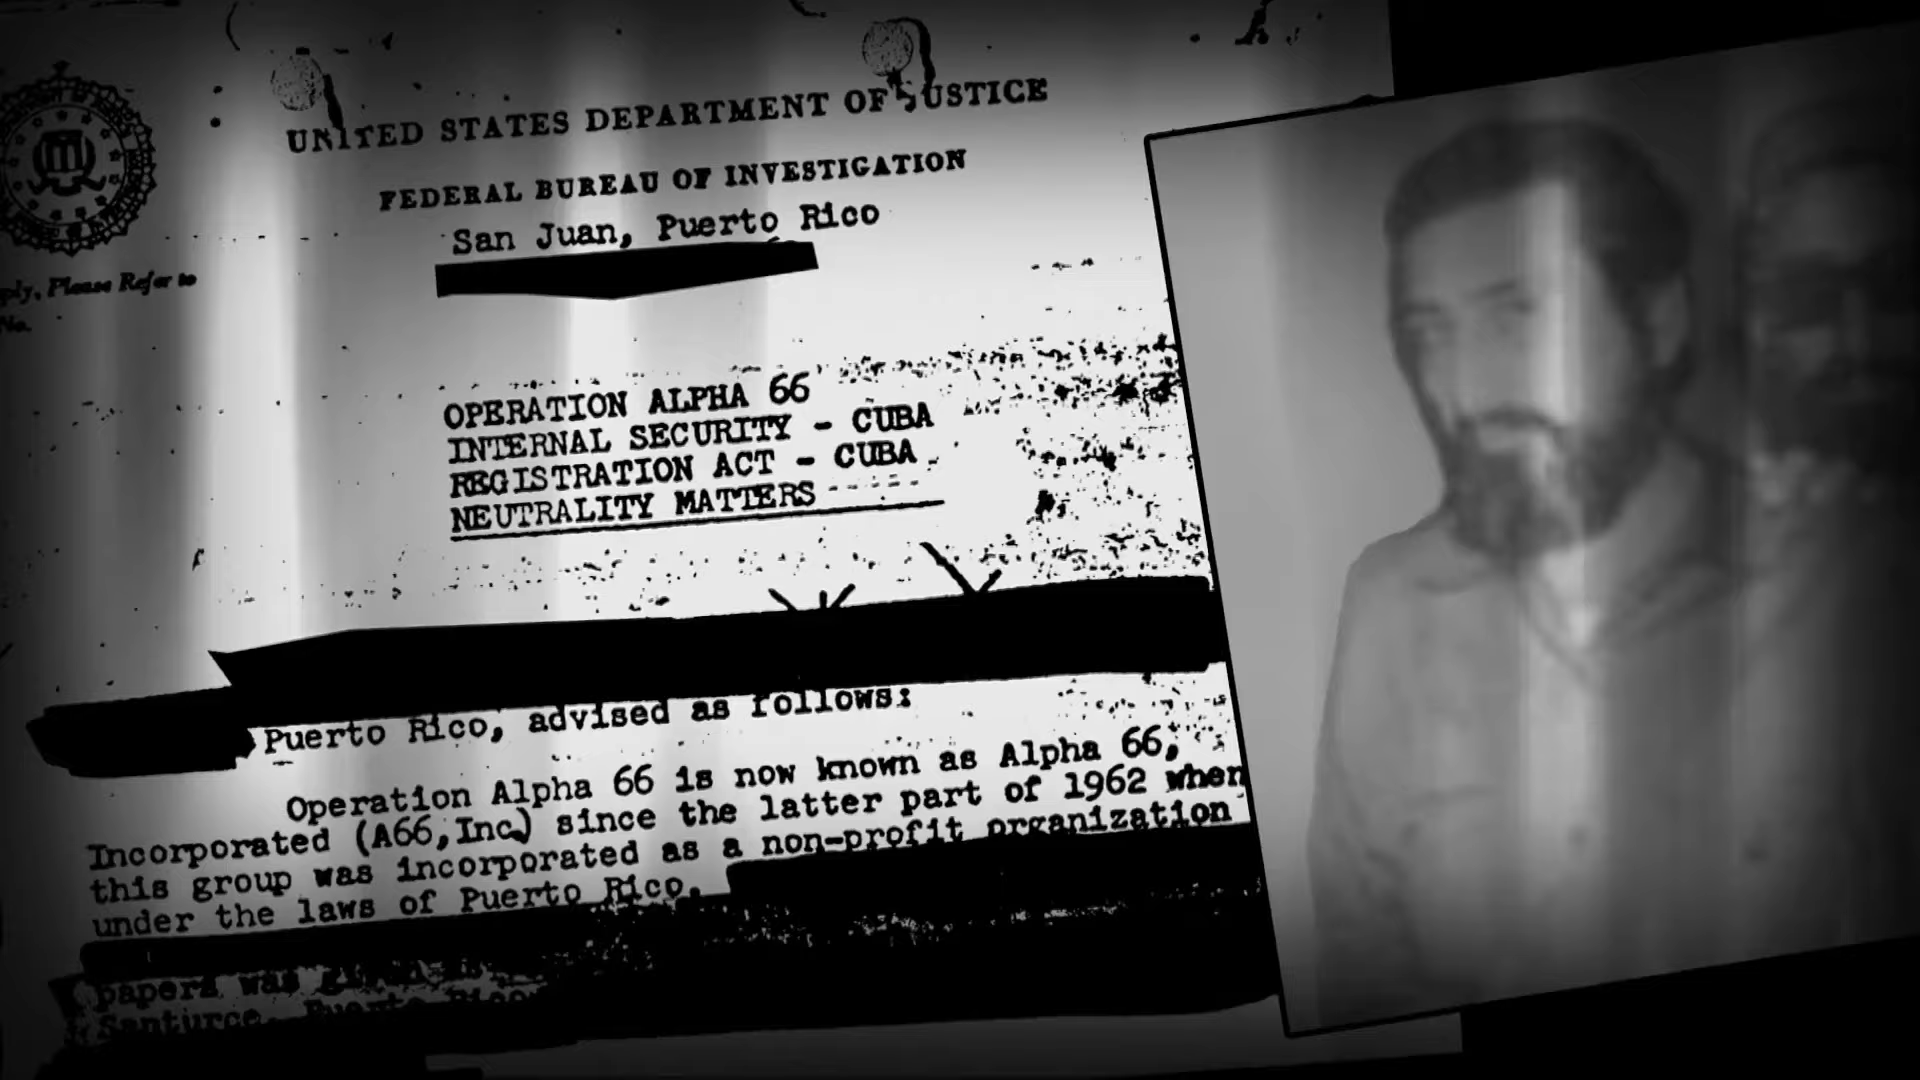 UNITED STATES DEPARTMENT OF JUSTICE
FEDERAL BUREAU OF INVESTIGATION
San Juan, Puerto Rico
ply, Please Refer to
No.
OPERATION ALPHA 66
INTERNAL SECURITY - CUBA
REGISTRATION ACT - CUBA
NEUTRALITY MATTERS
Puerto Rico, advised as follows:
Operation Alpha 66 is now known as Alpha 66,
Incorporated (A66, Inc) since the latter part of 1962 when
this group was incorporated as a non-profit organization
under the laws of Puerto Rico.
papers was given
Santurce, Puerto Rico